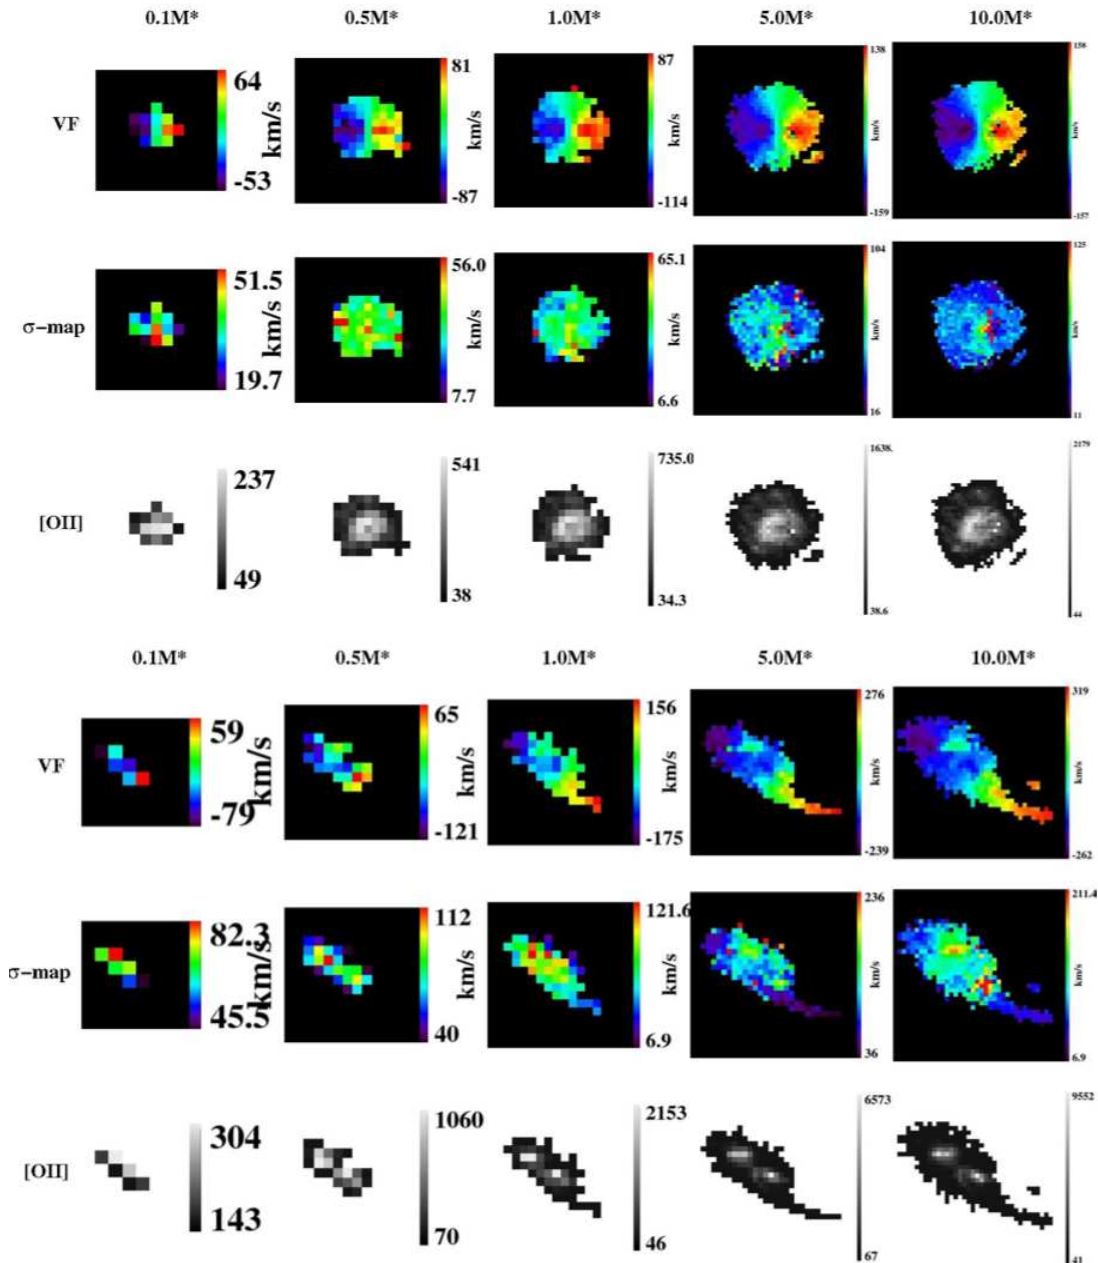 0.1M* 0.5M* 1.0M* 5.0M* 10.0M*
VF 64 km/s -53 81 km/s -87 87 km/s -114 138 km/s -159 158 km/s -157
σ-map 51.5 km/s 19.7 56.0 km/s 7.7 65.1 km/s 6.6 104 km/s 16 125 km/s 11
[OII] 237 49 541 38 735.0 34.3 1638. 38.6 2179 44
0.1M* 0.5M* 1.0M* 5.0M* 10.0M*
VF 59 km/s -79 65 km/s -121 156 km/s -175 276 km/s -239 319 km/s -262
σ-map 82.3 km/s 45.5 112 km/s 40 121.6 km/s 6.9 236 km/s 36 211.4 km/s 6.9
[OII] 304 143 1060 70 2153 46 6573 67 9552 41